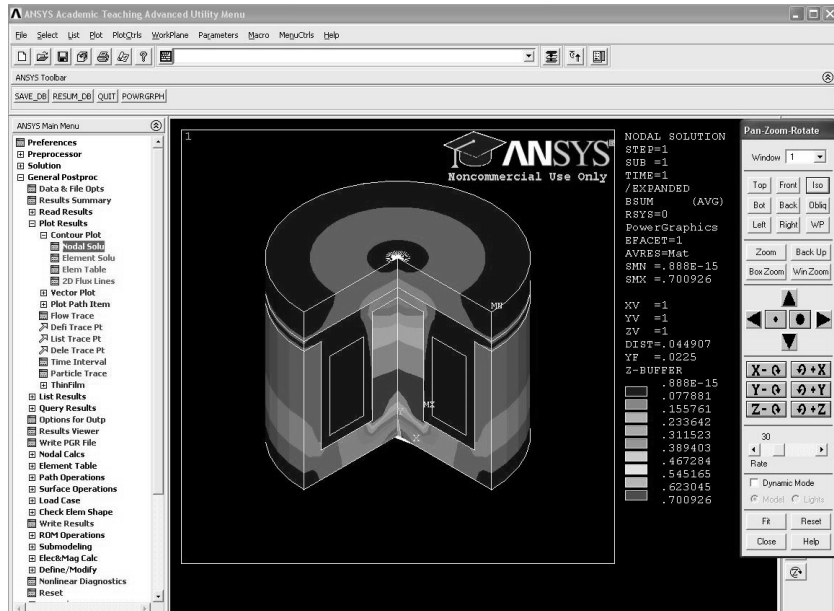 ANSYS Academic Teaching Advanced Utility Menu
File Select List Plot PlotCtrls WorkPlane Parameters Macro MenuCtrls Help
ANSYS Toolbar
SAVE_DB RESUM_DB QUIT POWRGRPH
ANSYS Main Menu
Preferences
Preprocessor
Solution
General Postproc
Data & File Opts
Results Summary
Read Results
Plot Results
Contour Plot
Nodal Solu
Element Solu
Elem Table
2D Flux Lines
Vector Plot
Plot Path Item
Flow Trace
Defi Trace Pt
List Trace Pt
Dele Trace Pt
Time Interval
Particle Trace
ThinFilm
List Results
Query Results
Options for Outp
Results Viewer
Write PGR File
Nodal Calcs
Element Table
Path Operations
Surface Operations
Load Case
Check Elem Shape
Write Results
ROM Operations
Submodeling
Elec&Mag Calc
Define/Modify
Nonlinear Diagnostics
Reset
1
ANSYS
Noncommercial Use Only
MN
MX
X
NODAL SOLUTION
STEP=1
SUB =1
TIME=1
/EXPANDED
BSUM (AVG)
RSYS=0
PowerGraphics
EFACET=1
AVRES=Mat
SMN =.888E-15
SMX =.700926
XV =1
YV =1
ZV =1
DIST=.044907
YF =.0225
Z-BUFFER
.888E-15
.077881
.155761
.233642
.311523
.389403
.467284
.545165
.623045
.700926
Pan-Zoom-Rotate
Window 1
Top Front Iso
Bot Back Obliq
Left Right WP
Zoom Back Up
Box Zoom Win Zoom
X- +X
Y- +Y
Z- +Z
30
Rate
Dynamic Mode
Model Lights
Fit Reset
Close Help